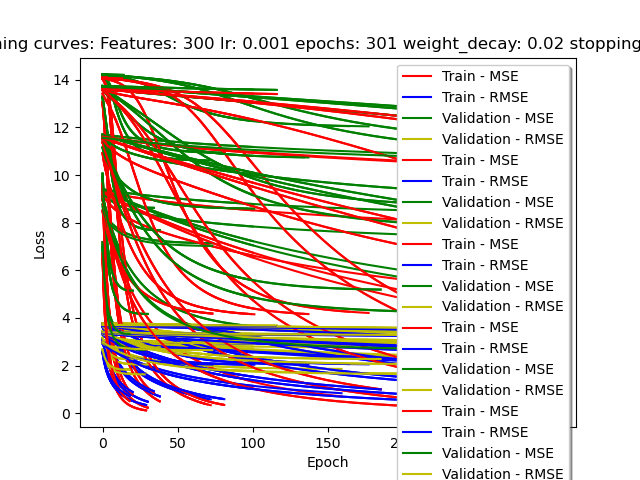 curves: Features: 300 lr: 0.001 epochs: 301 weight_decay: 0.02 stopping
Loss
14
12
10
8
6
4
2
0
0
50
100
150
Epoch
Train - MSE
Train - RMSE
Validation - MSE
Validation - RMSE
Train - MSE
Train - RMSE
Validation - MSE
Validation - RMSE
Train - MSE
Train - RMSE
Validation - MSE
Validation - RMSE
Train - MSE
Train - RMSE
Validation - MSE
Validation - RMSE
Train - MSE
Train - RMSE
Validation - MSE
Validation - RMSE